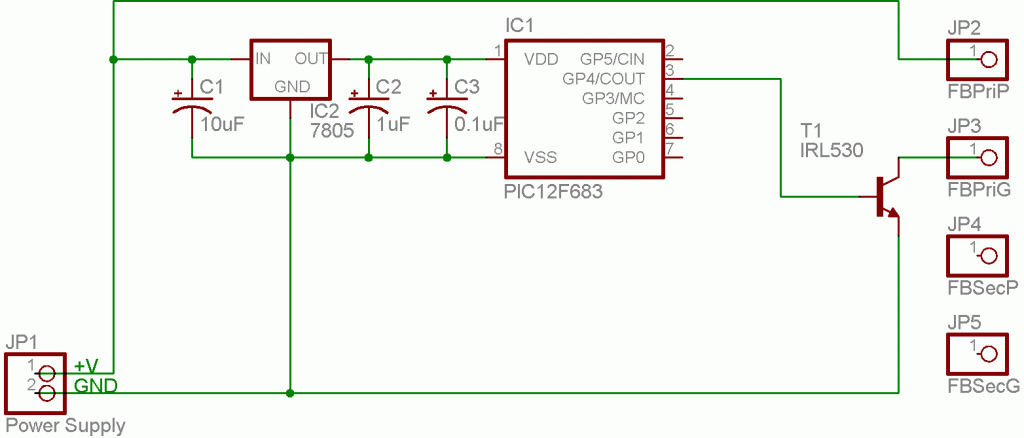 IC1
JP2
1
FBPriP
IN
OUT
GND
IC2
7805
+
C1
10uF
+
C2
1uF
+
C3
0.1uF
1
VDD
GP5/CIN
2
GP4/COUT
3
GP3/MC
4
GP2
5
GP1
6
8
VSS
GP0
7
PIC12F683
T1
IRL530
JP3
1
FBPriG
JP4
1
FBSecP
JP5
1
FBSecG
JP1
1
+V
2
GND
Power Supply